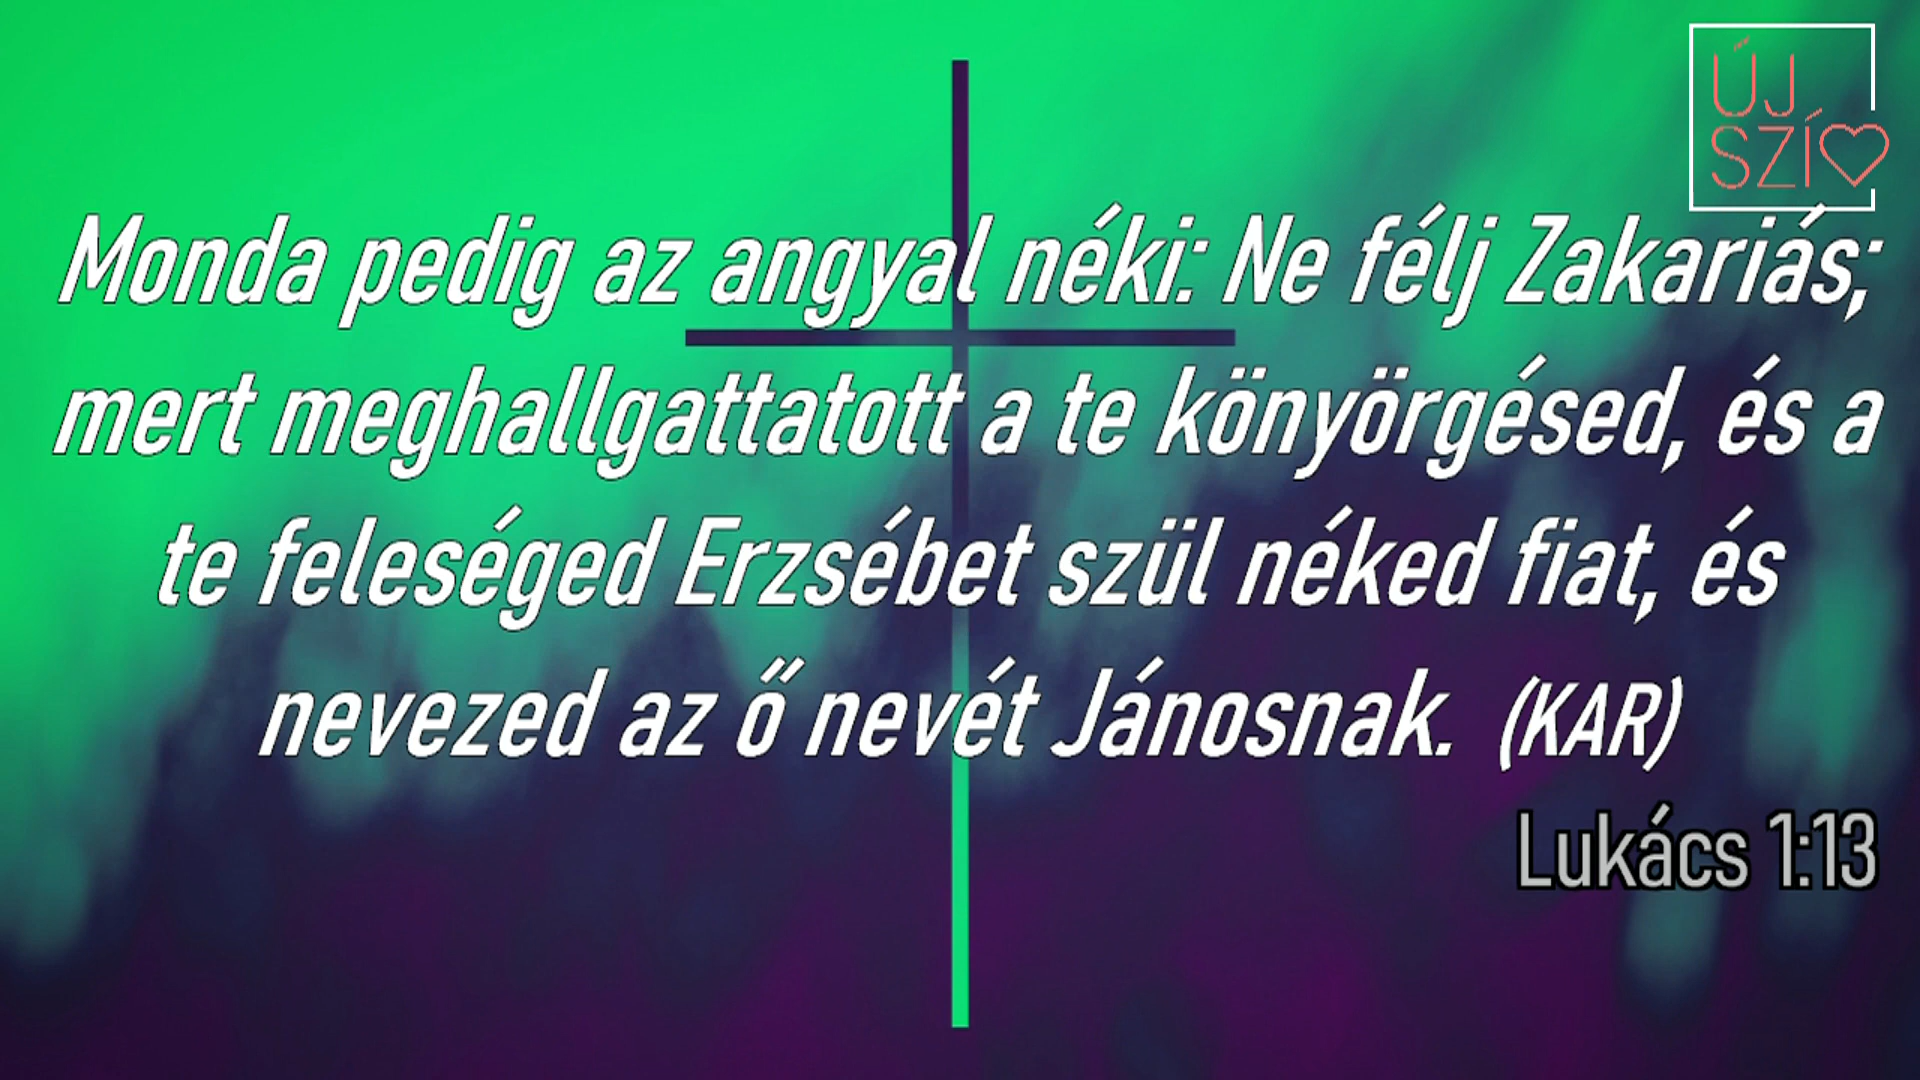 ÚJ
SZÍ
Monda pedig az angyal néki: Ne félj Zakariás;
mert meghallgattatott a te könyörgésed, és a
te feleséged Erzsébet szül néked fiat, és
nevezed az ő nevét Jánosnak. (KAR)
Lukács 1:13